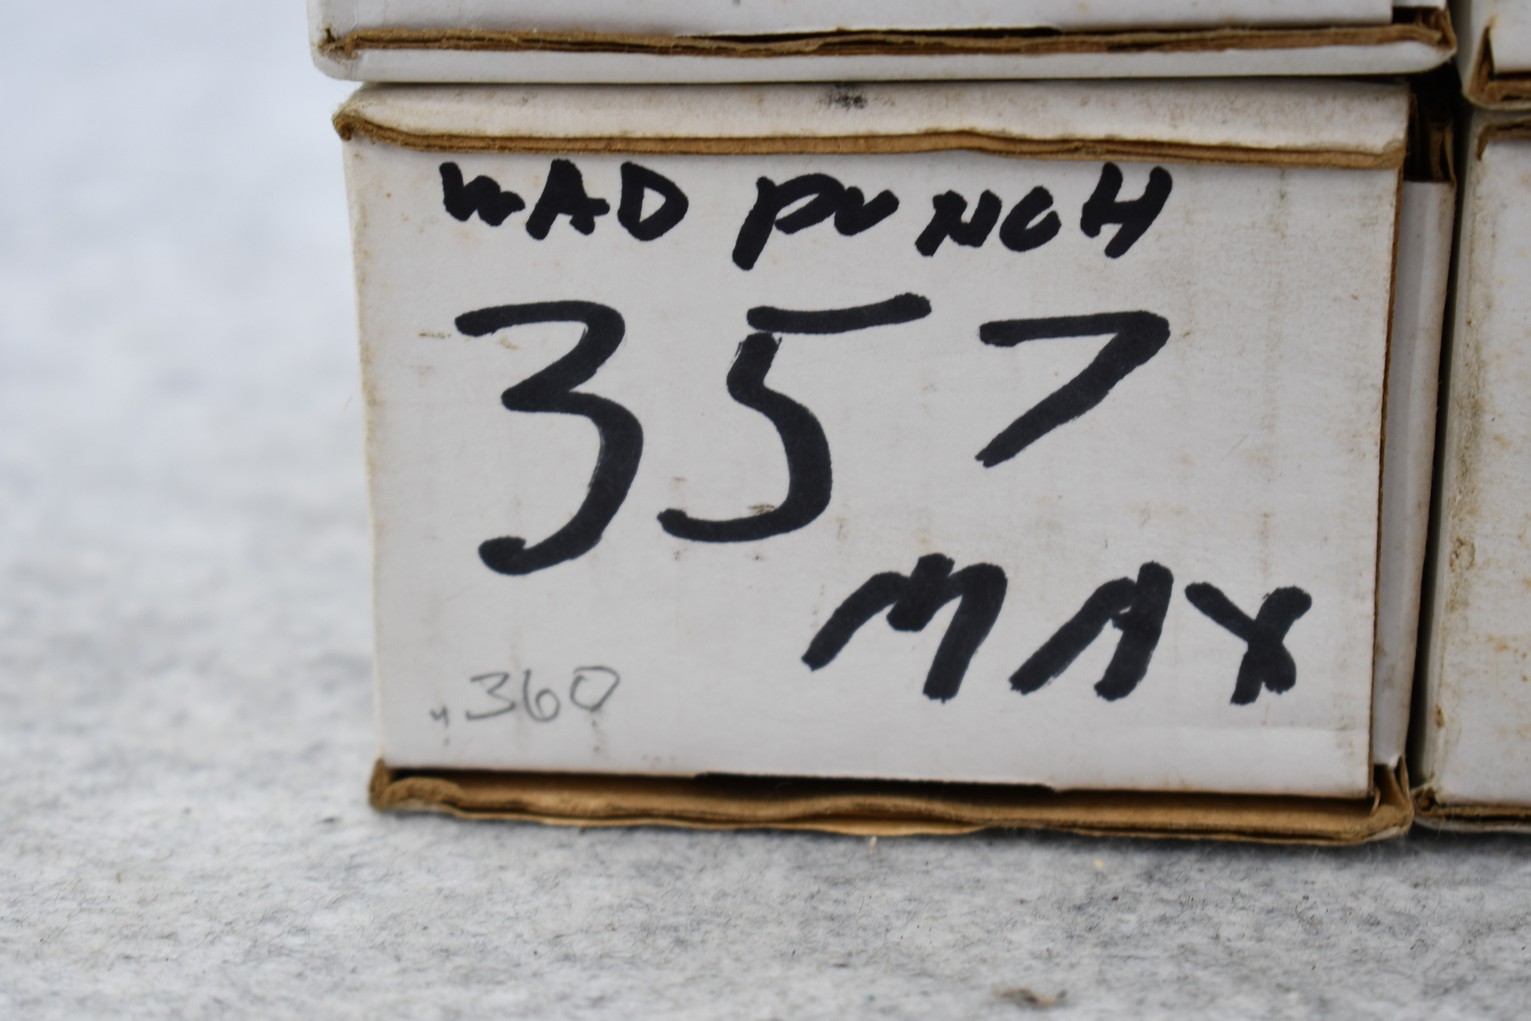 WAD PUNCH
357
MAX
.360